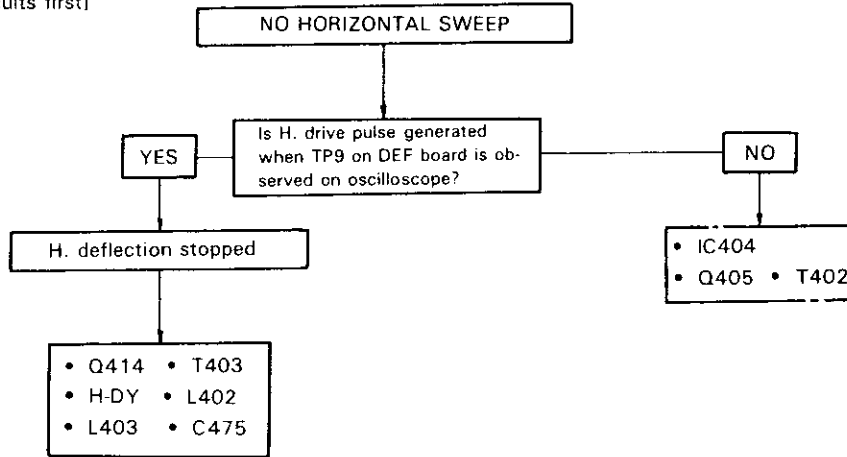 NO HORIZONTAL SWEEP
Is H. drive pulse generated
when TP9 on DEF board is ob-
served on oscilloscope?
YES
NO
H. deflection stopped
• IC404
• Q405 • T402
• Q414 • T403
• H-DY • L402
• L403 • C475
first]